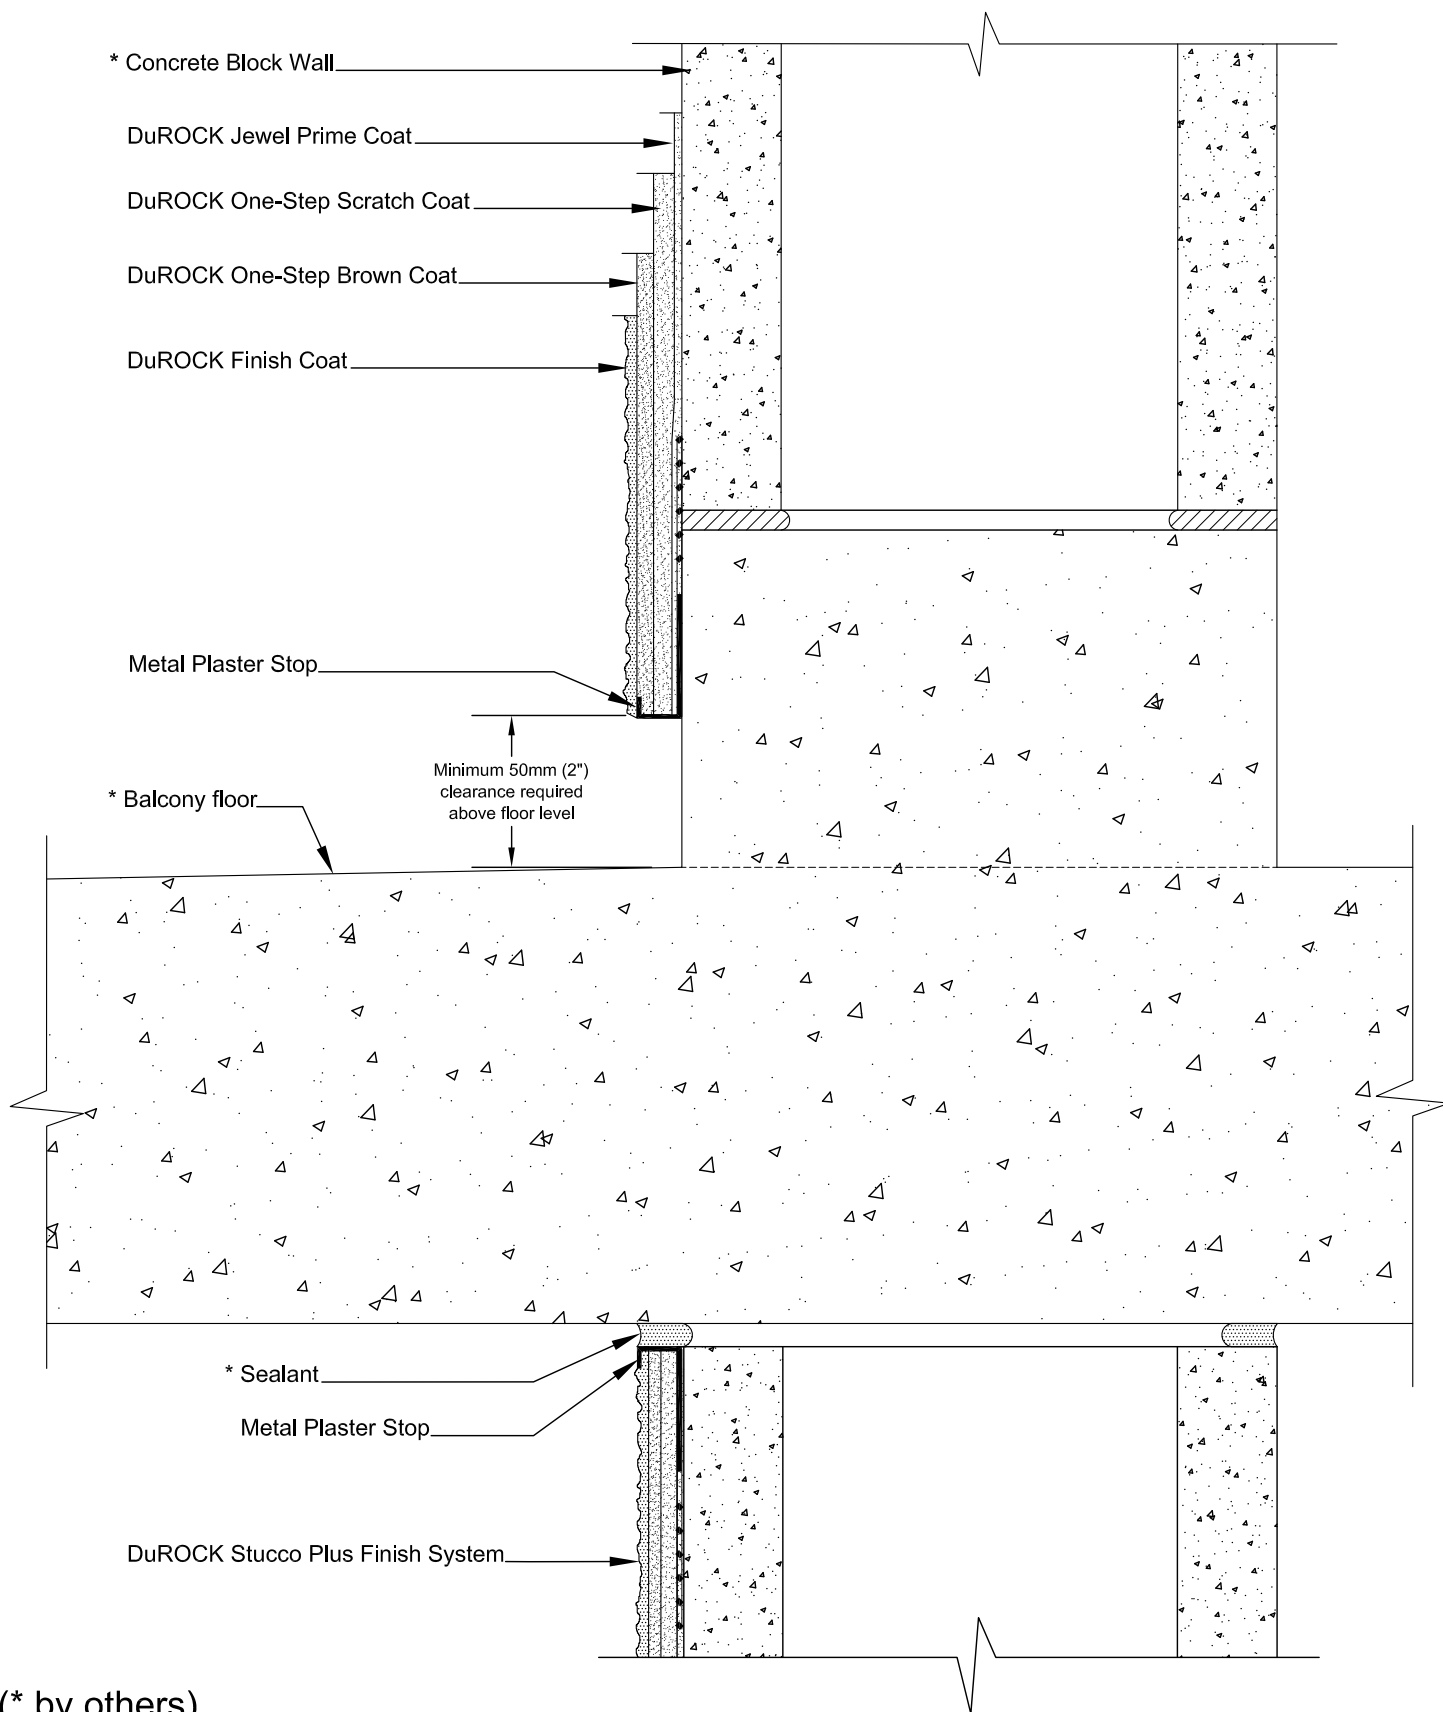 * Concrete Block Wall
DuROCK Jewel Prime Coat
DuROCK One-Step Scratch Coat
DuROCK One-Step Brown Coat
DuROCK Finish Coat
Metal Plaster Stop
Minimum 50mm (2")
clearance required
above floor level
* Balcony floor
* Sealant
Metal Plaster Stop
DuROCK Stucco Plus Finish System
(* by others)